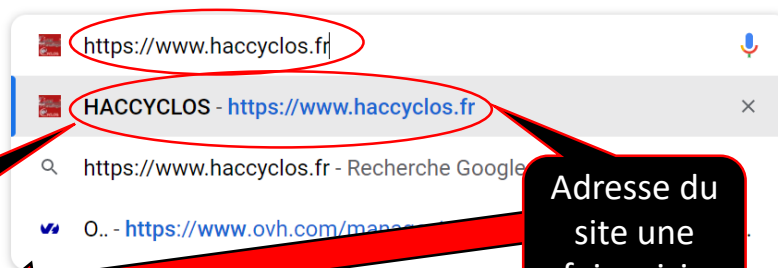 https://www.haccyclos.fr
HACCYCLOS - https://www.haccyclos.fr
https://www.haccyclos.fr - Recherche Google
O.. - https://www.ovh.com/manager
Adresse du
site une